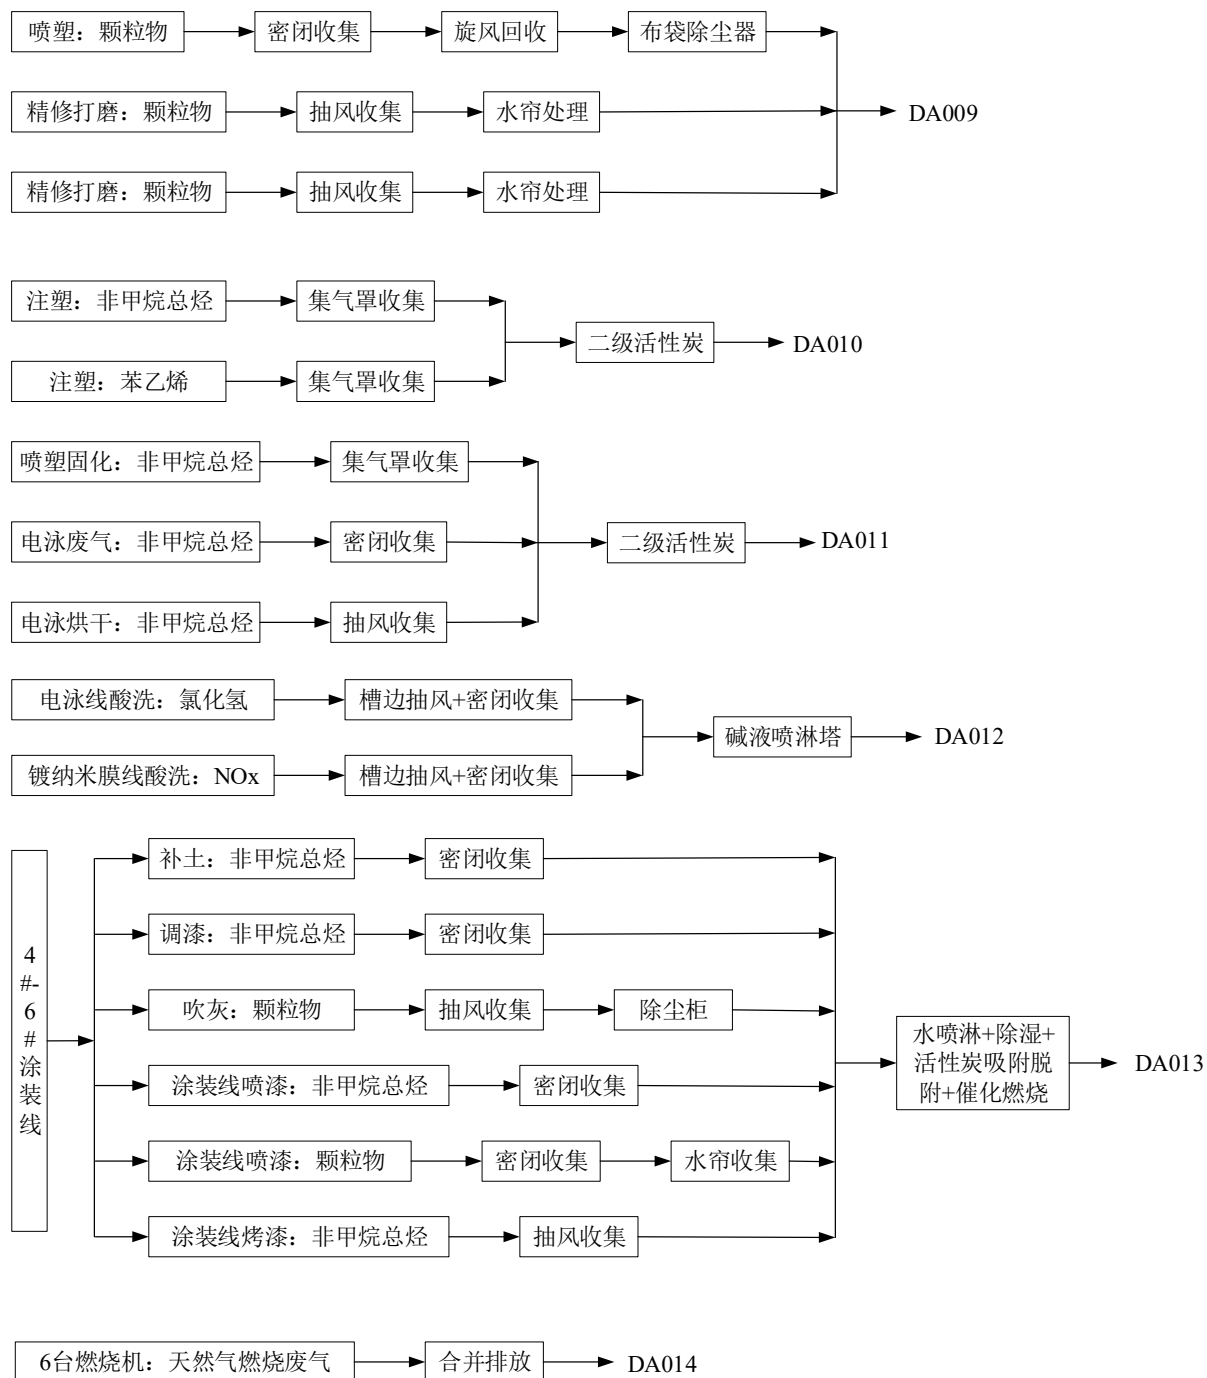 喷塑：颗粒物
密闭收集
旋风回收
布袋除尘器
精修打磨：颗粒物
抽风收集
水帘处理
DA009
精修打磨：颗粒物
抽风收集
水帘处理
注塑：非甲烷总烃
集气罩收集
二级活性炭
DA010
注塑：苯乙烯
集气罩收集
喷塑固化：非甲烷总烃
集气罩收集
电泳废气：非甲烷总烃
密闭收集
二级活性炭
DA011
电泳烘干：非甲烷总烃
抽风收集
电泳线酸洗：氯化氢
槽边抽风+密闭收集
碱液喷淋塔
DA012
镀纳米膜线酸洗：NOx
槽边抽风+密闭收集
4
#-
6
#
涂
装
线
补土：非甲烷总烃
密闭收集
调漆：非甲烷总烃
密闭收集
吹灰：颗粒物
抽风收集
除尘柜
涂装线喷漆：非甲烷总烃
密闭收集
涂装线喷漆：颗粒物
密闭收集
水帘收集
涂装线烤漆：非甲烷总烃
抽风收集
水喷淋+除湿+
活性炭吸附脱
附+催化燃烧
DA013
6台燃烧机：天然气燃烧废气
合并排放
DA014